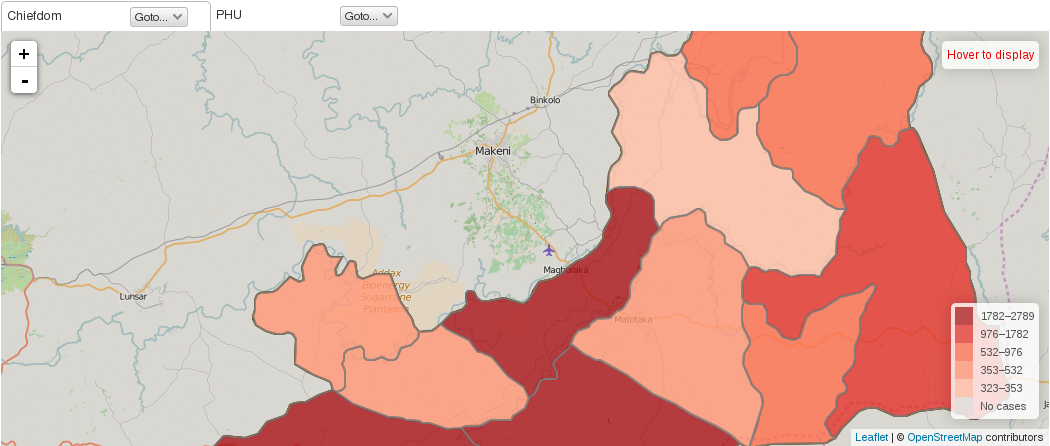 Chiefdom Goto... PHU Goto...
+
-
Hover to display
Binkolo
Makeni
Magburaka
Addax
Bioenergy
Sugarcane
Plantation
Lunsar
Matotaka
1782–2789
976–1782
532–976
353–532
323–353
No cases
Leaflet | © OpenStreetMap contributors